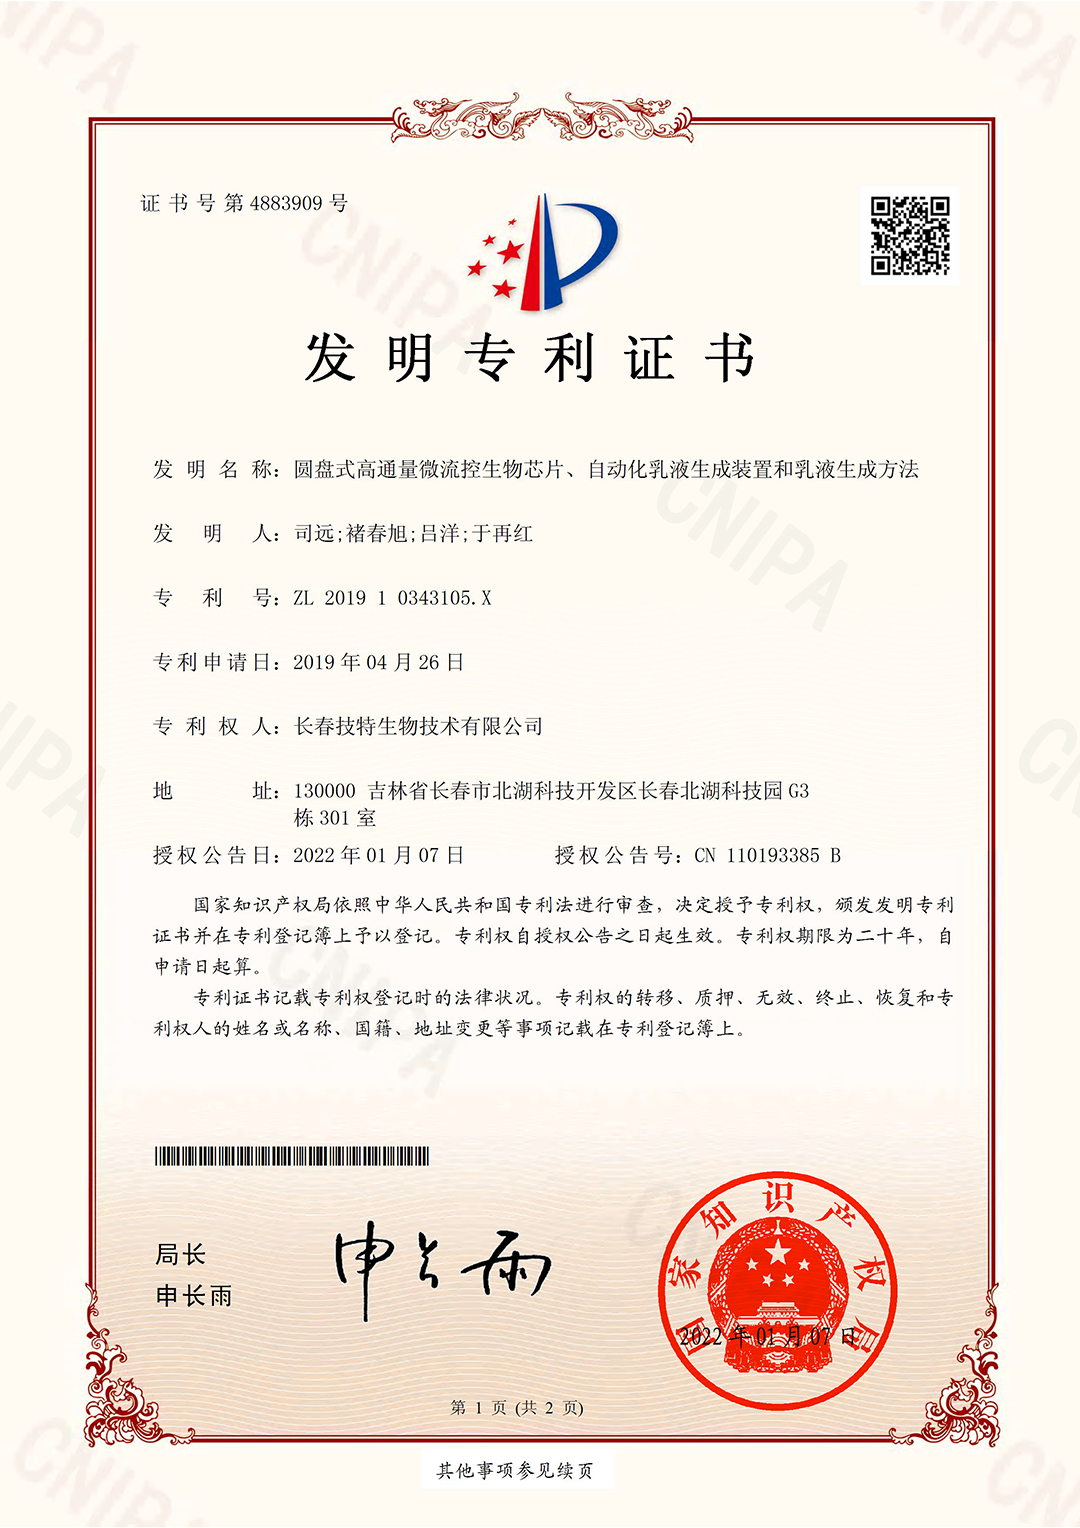 证书号第4883909号
发明专利证书
发明名称：圆盘式高通量微流控生物芯片、自动化乳液生成装置和乳液生成方法
发明人：司远;褚春旭;吕洋;于再红
专利号：ZL 2019 1 0343105.X
专利申请日：2019年04月26日
专利权人：长春技特生物技术有限公司
地址：130000 吉林省长春市北湖科技开发区长春北湖科技园G3
栋301室
授权公告日：2022年01月07日 授权公告号：CN 110193385 B
国家知识产权局依照中华人民共和国专利法进行审查，决定授予专利权，颁发发明专利
证书并在专利登记簿上予以登记。专利权自授权公告之日起生效。专利权期限为二十年，自
申请日起算。
专利证书记载专利权登记时的法律状况。专利权的转移、质押、无效、终止、恢复和专
利权人的姓名或名称、国籍、地址变更等事项记载在专利登记簿上。
局长
申长雨
申长雨
国家知识产权局
2022年01月07日
第 1 页 (共 2 页)
其他事项参见续页
CNIPA
CNIPA
CNIPA
CNIPA
CNIPA
CNIPA